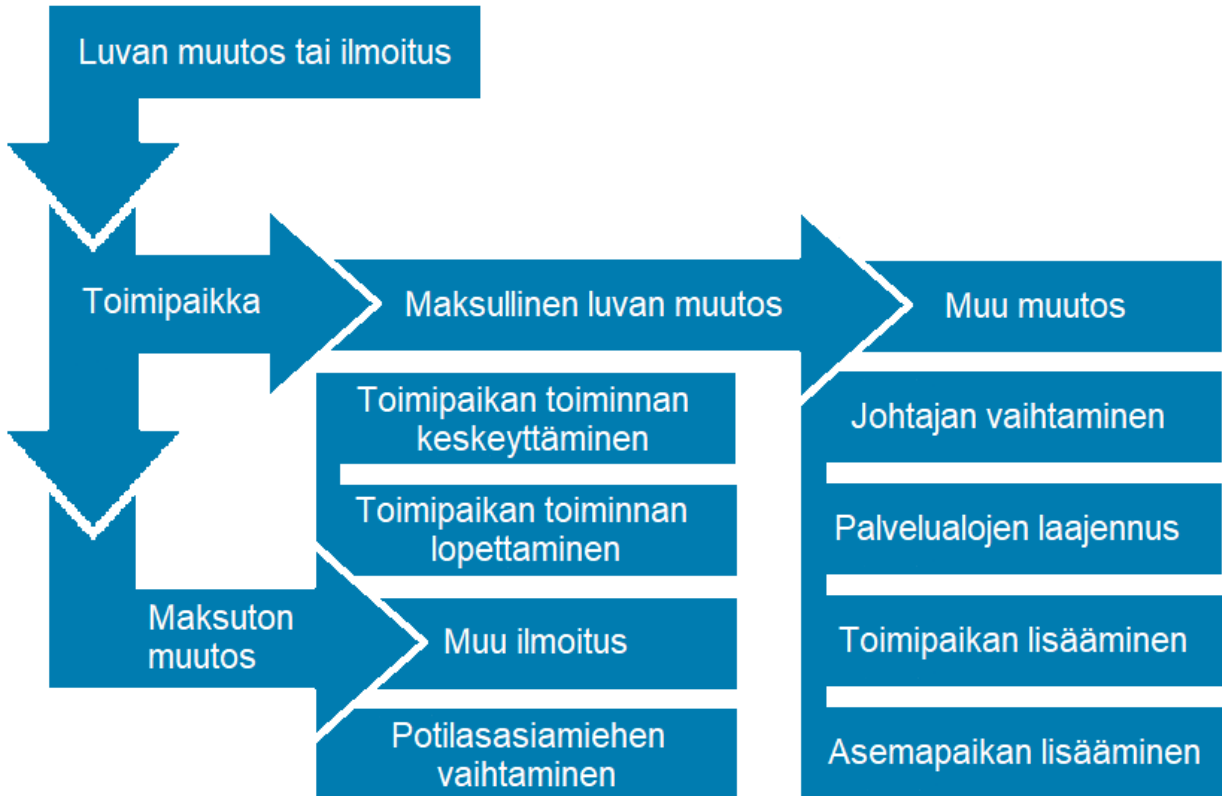 Luvan muutos tai ilmoitus
Toimipaikka
Maksullinen luvan muutos
Muu muutos
Toimipaikan toiminnan
keskeyttäminen
Johtajan vaihtaminen
Toimipaikan toiminnan
lopettaminen
Palvelualojen laajennus
Maksuton
muutos
Muu ilmoitus
Toimipaikan lisääminen
Potilasasiamiehen
vaihtaminen
Asemapaikan lisääminen